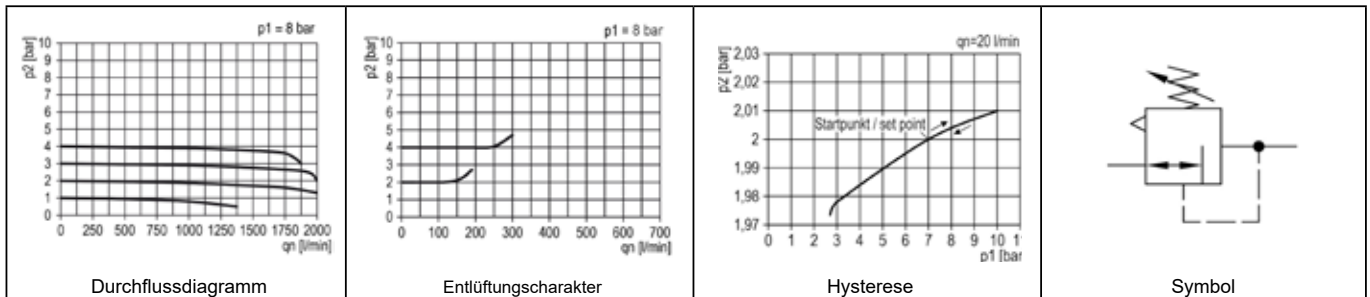 p1 = 8 bar
p2 [bar]
10
9
8
7
6
5
4
3
2
1
0
0 250 500 750 1000 1250 1500 1750 2000
qn [l/min]
Durchflussdiagramm
p1 = 8 bar
p2 [bar]
10
9
8
7
6
5
4
3
2
1
0
0 100 200 300 400 500 600 700
qn [l/min]
Entlüftungscharakter
qn=20 l/min
p2 [bar]
2,03
2,02
2,01
2
1,99
1,98
1,97
Startpunkt / set point
0 1 2 3 4 5 6 7 8 9 10 1
p1 [bar
Hysterese
Symbol